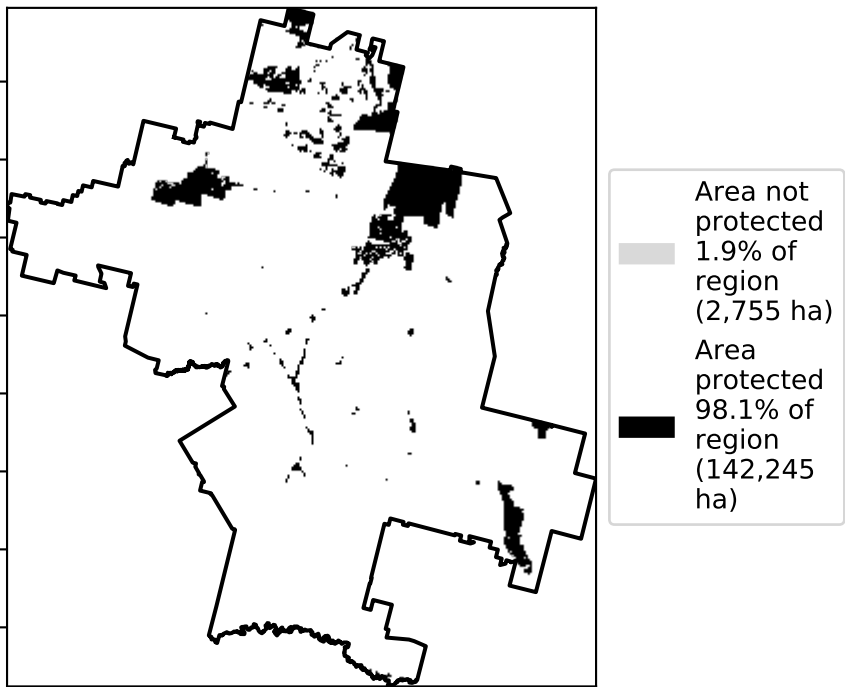 Area not
protected
1.9% of
region
(2,755 ha)
Area
protected
98.1% of
region
(142,245
ha)